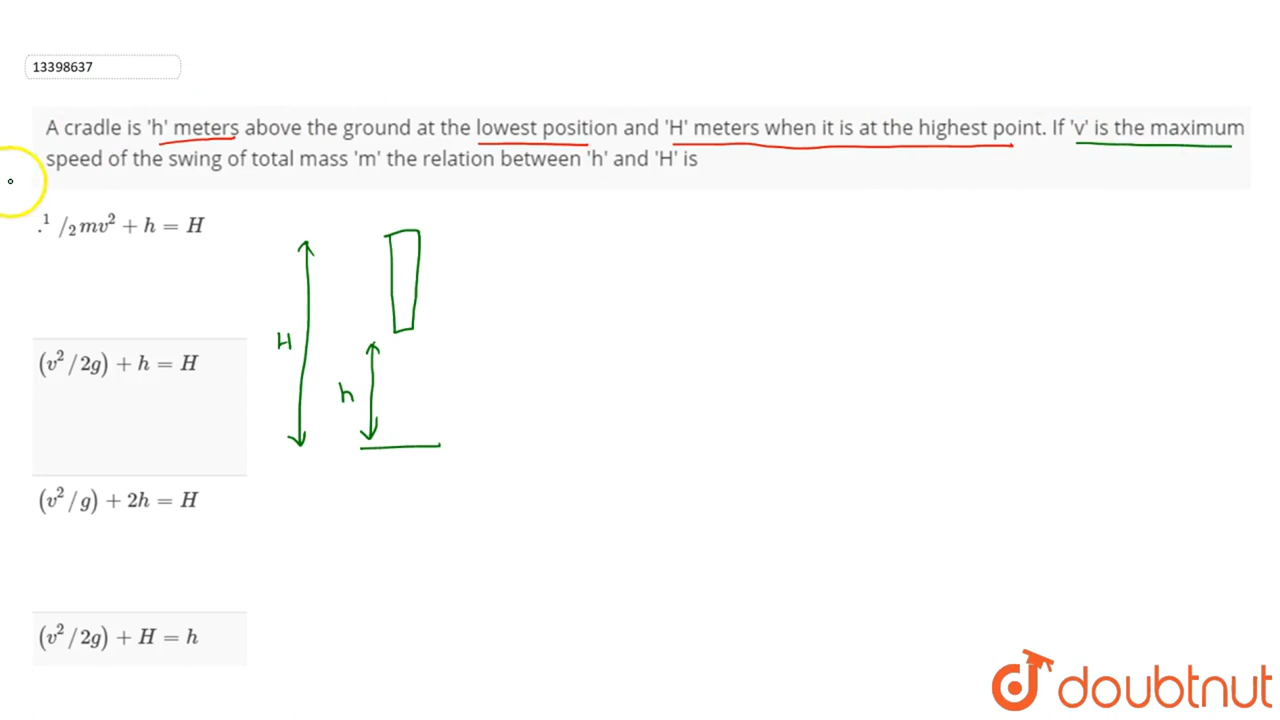 13398637
A cradle is 'h' meters above the ground at the lowest position and 'H' meters when it is at the highest point. If 'v' is the maximum
speed of the swing of total mass 'm' the relation between 'h' and 'H' is
.¹ /₂mv² + h = H
(v² / 2g) + h = H
H
h
(v² / g) + 2h = H
(v² / 2g) + H = h
doubtnut